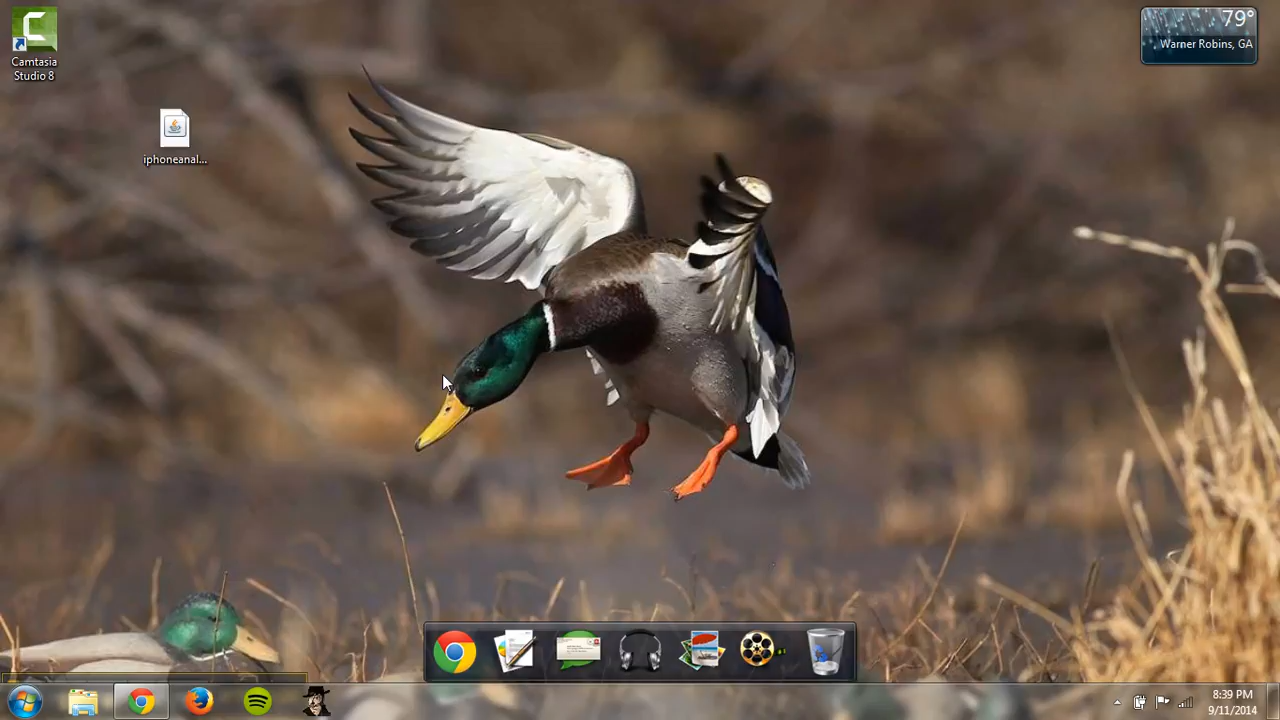 79°
Warner Robins, GA
Camtasia
Studio 8
iphoneanal...
8:39 PM
9/11/2014